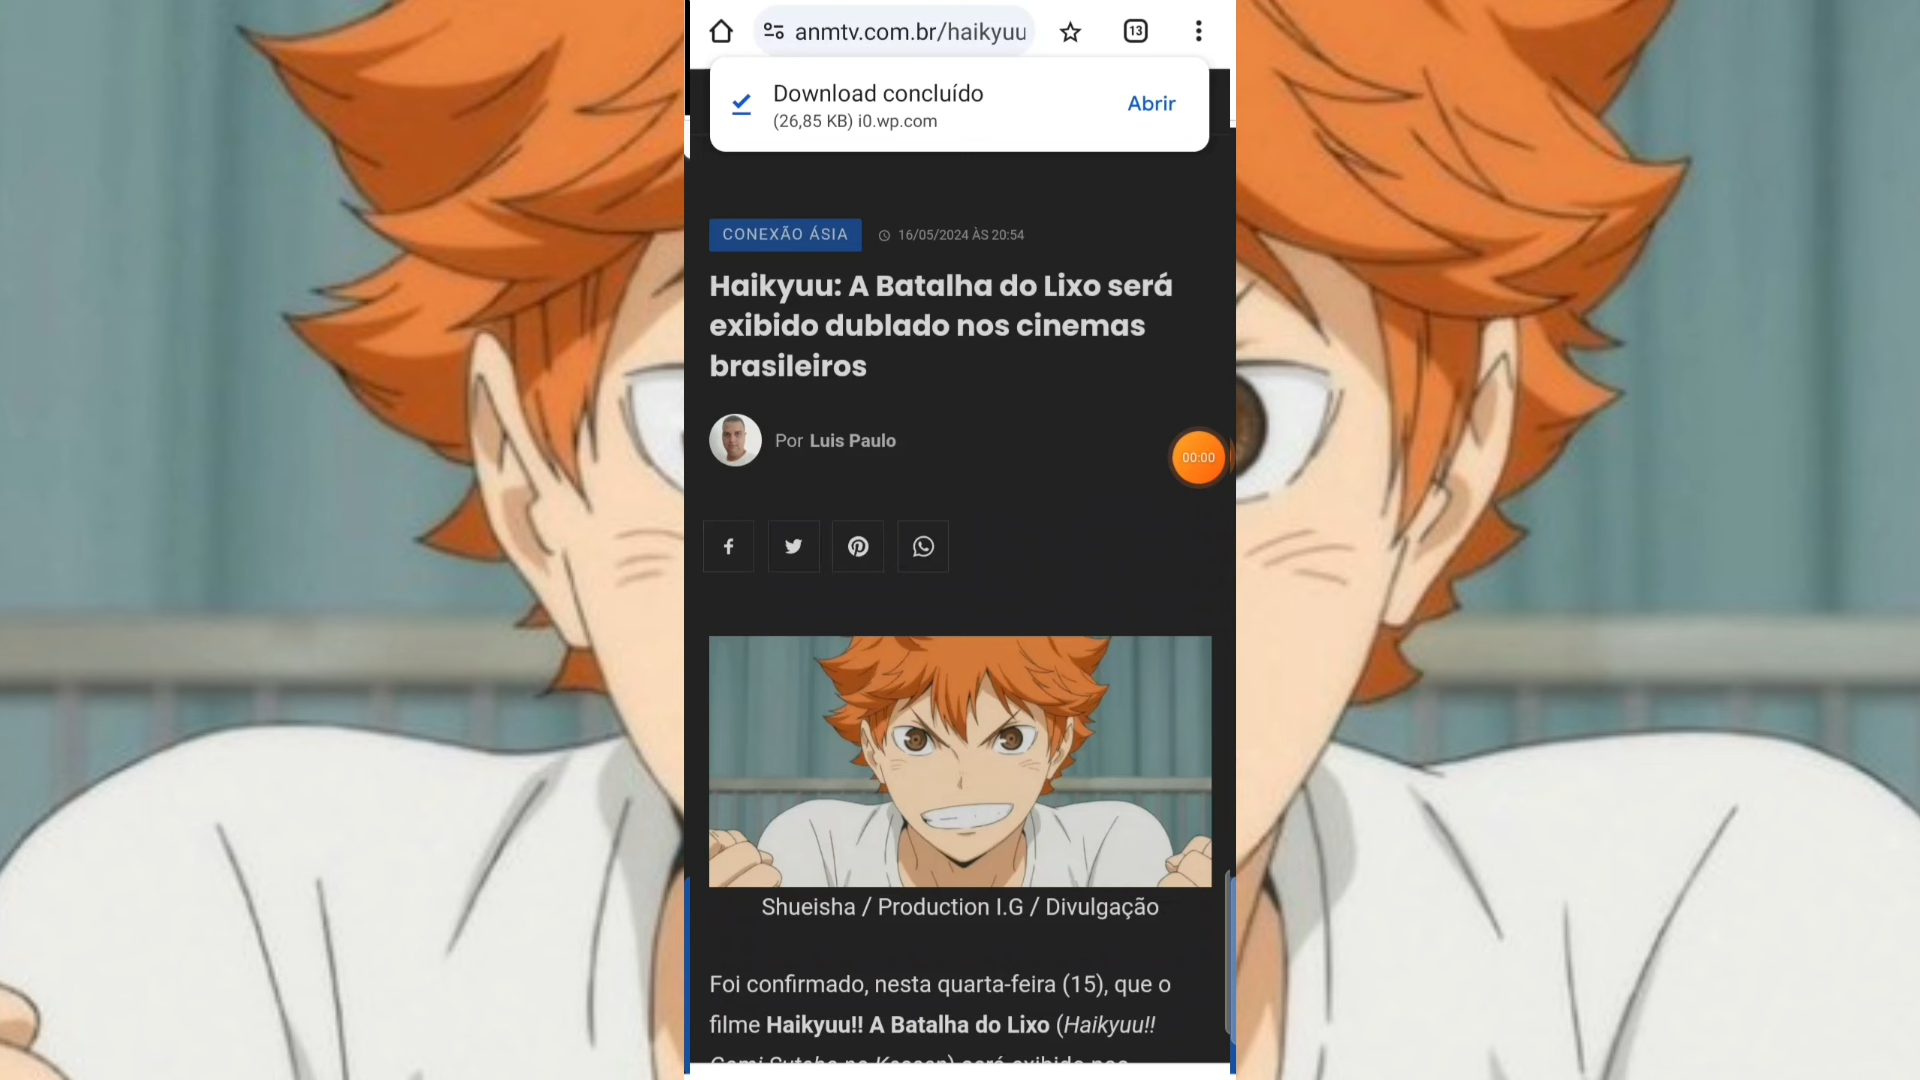 anmtv.com.br/haikyuu
13
Download concluído
(26,85 KB) i0.wp.com
Abrir
CONEXÃO ÁSIA
16/05/2024 ÀS 20:54
Haikyuu: A Batalha do Lixo será
exibido dublado nos cinemas
brasileiros
Por Luis Paulo
00:00
Shueisha / Production I.G / Divulgação
Foi confirmado, nesta quarta-feira (15), que o
filme Haikyuu!! A Batalha do Lixo (Haikyuu!!